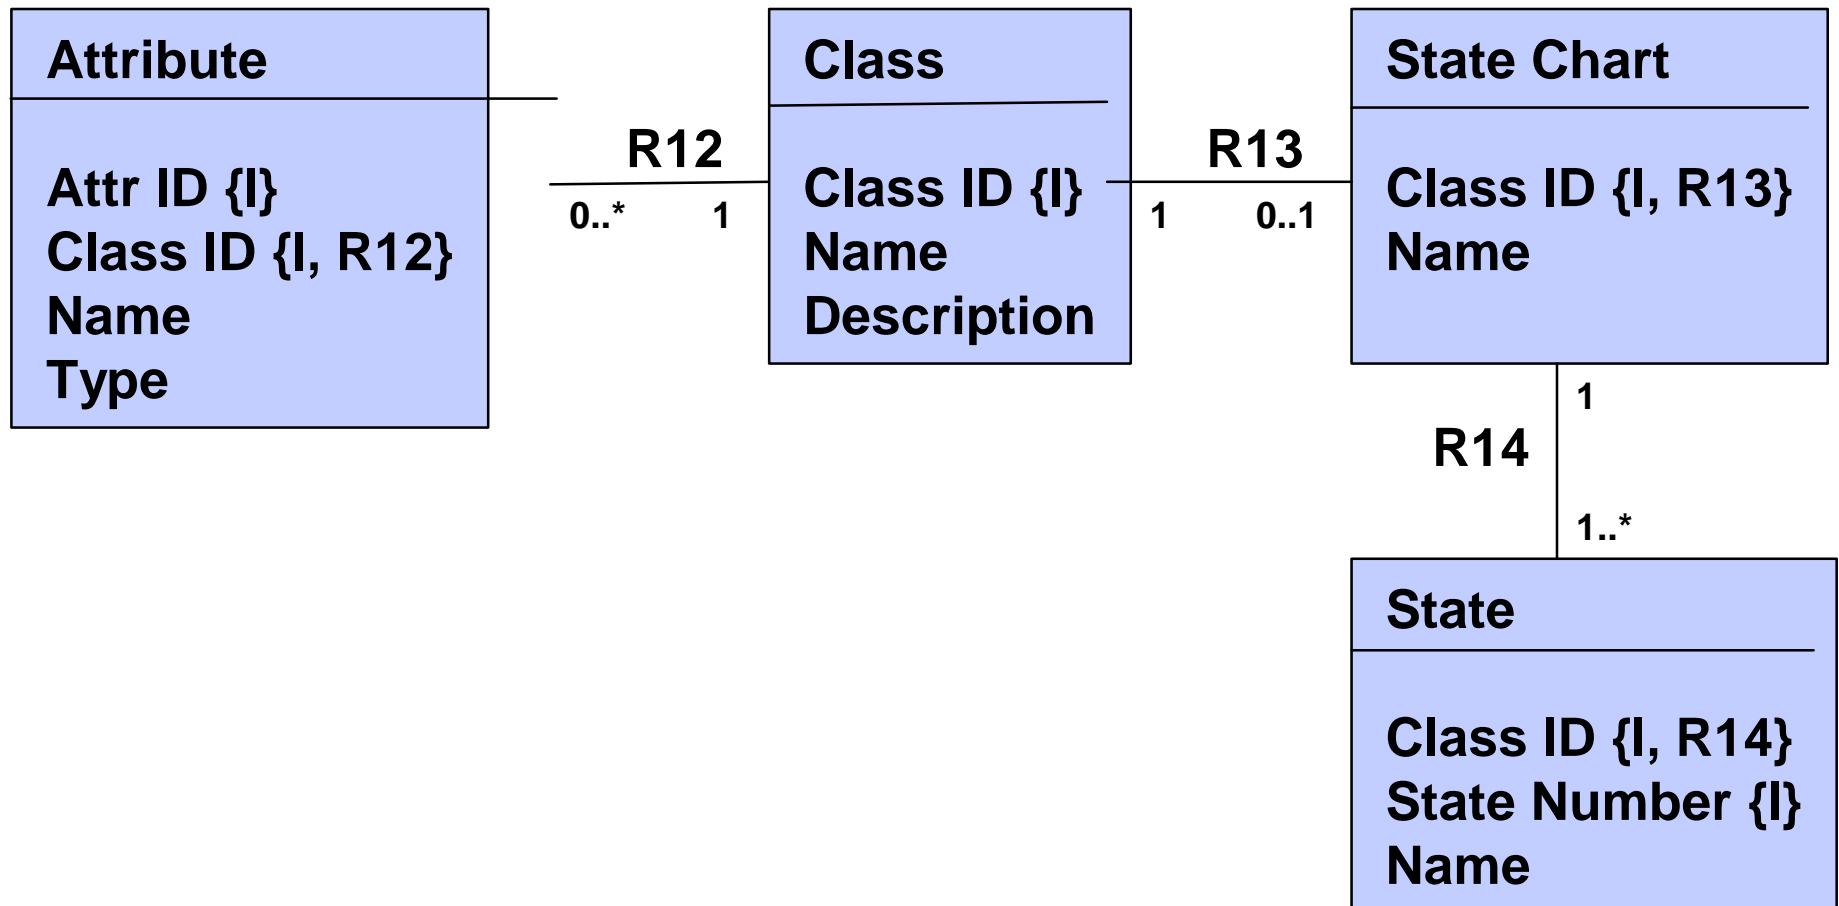 Attribute
Attr ID {I}
Class ID {I, R12}
Name
Type
R12
0..*
1
Class
Class ID {I}
Name
Description
R13
1
0..1
State Chart
Class ID {I, R13}
Name
1
R14
1..*
State
Class ID {I, R14}
State Number {I}
Name